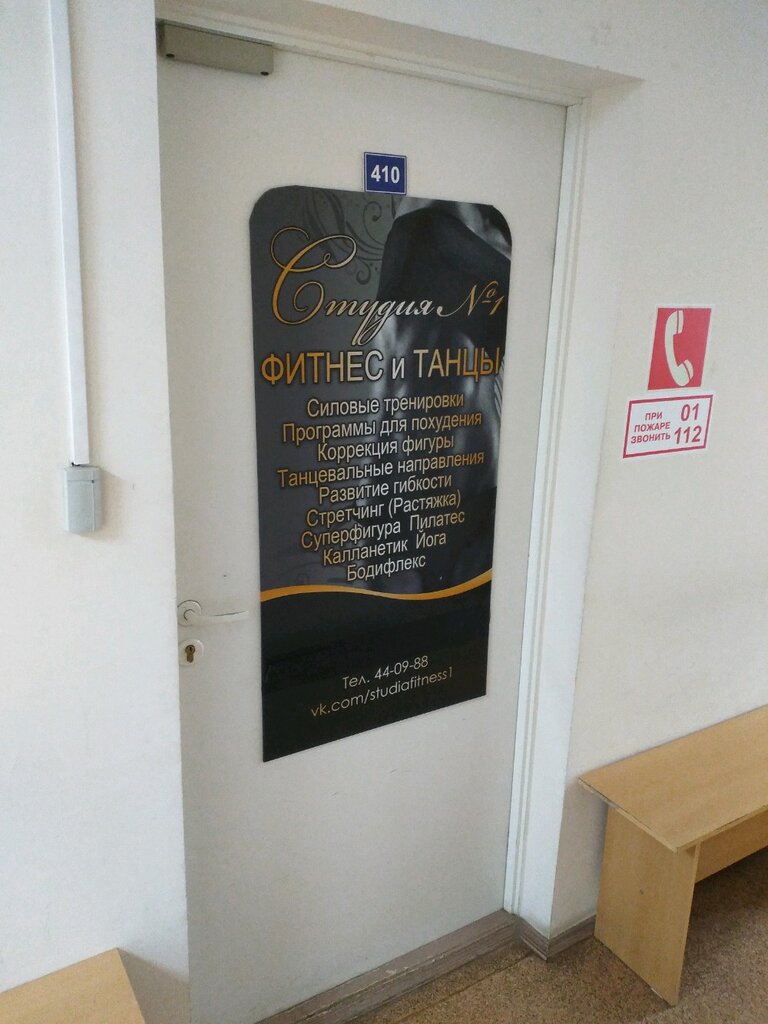 410
Студия №1
ФИТНЕС и ТАНЦЫ
Силовые тренировки
Программы для похудения
Коррекция фигуры
Танцевальные направления
Развитие гибкости
Стретчинг (Растяжка)
Суперфигура Пилатес
Калланетик Йога
Бодифлекс
Тел. 44-09-88
vk.com/studiafitness1
ПРИ
ПОЖАРЕ
ЗВОНИТЬ
01
112